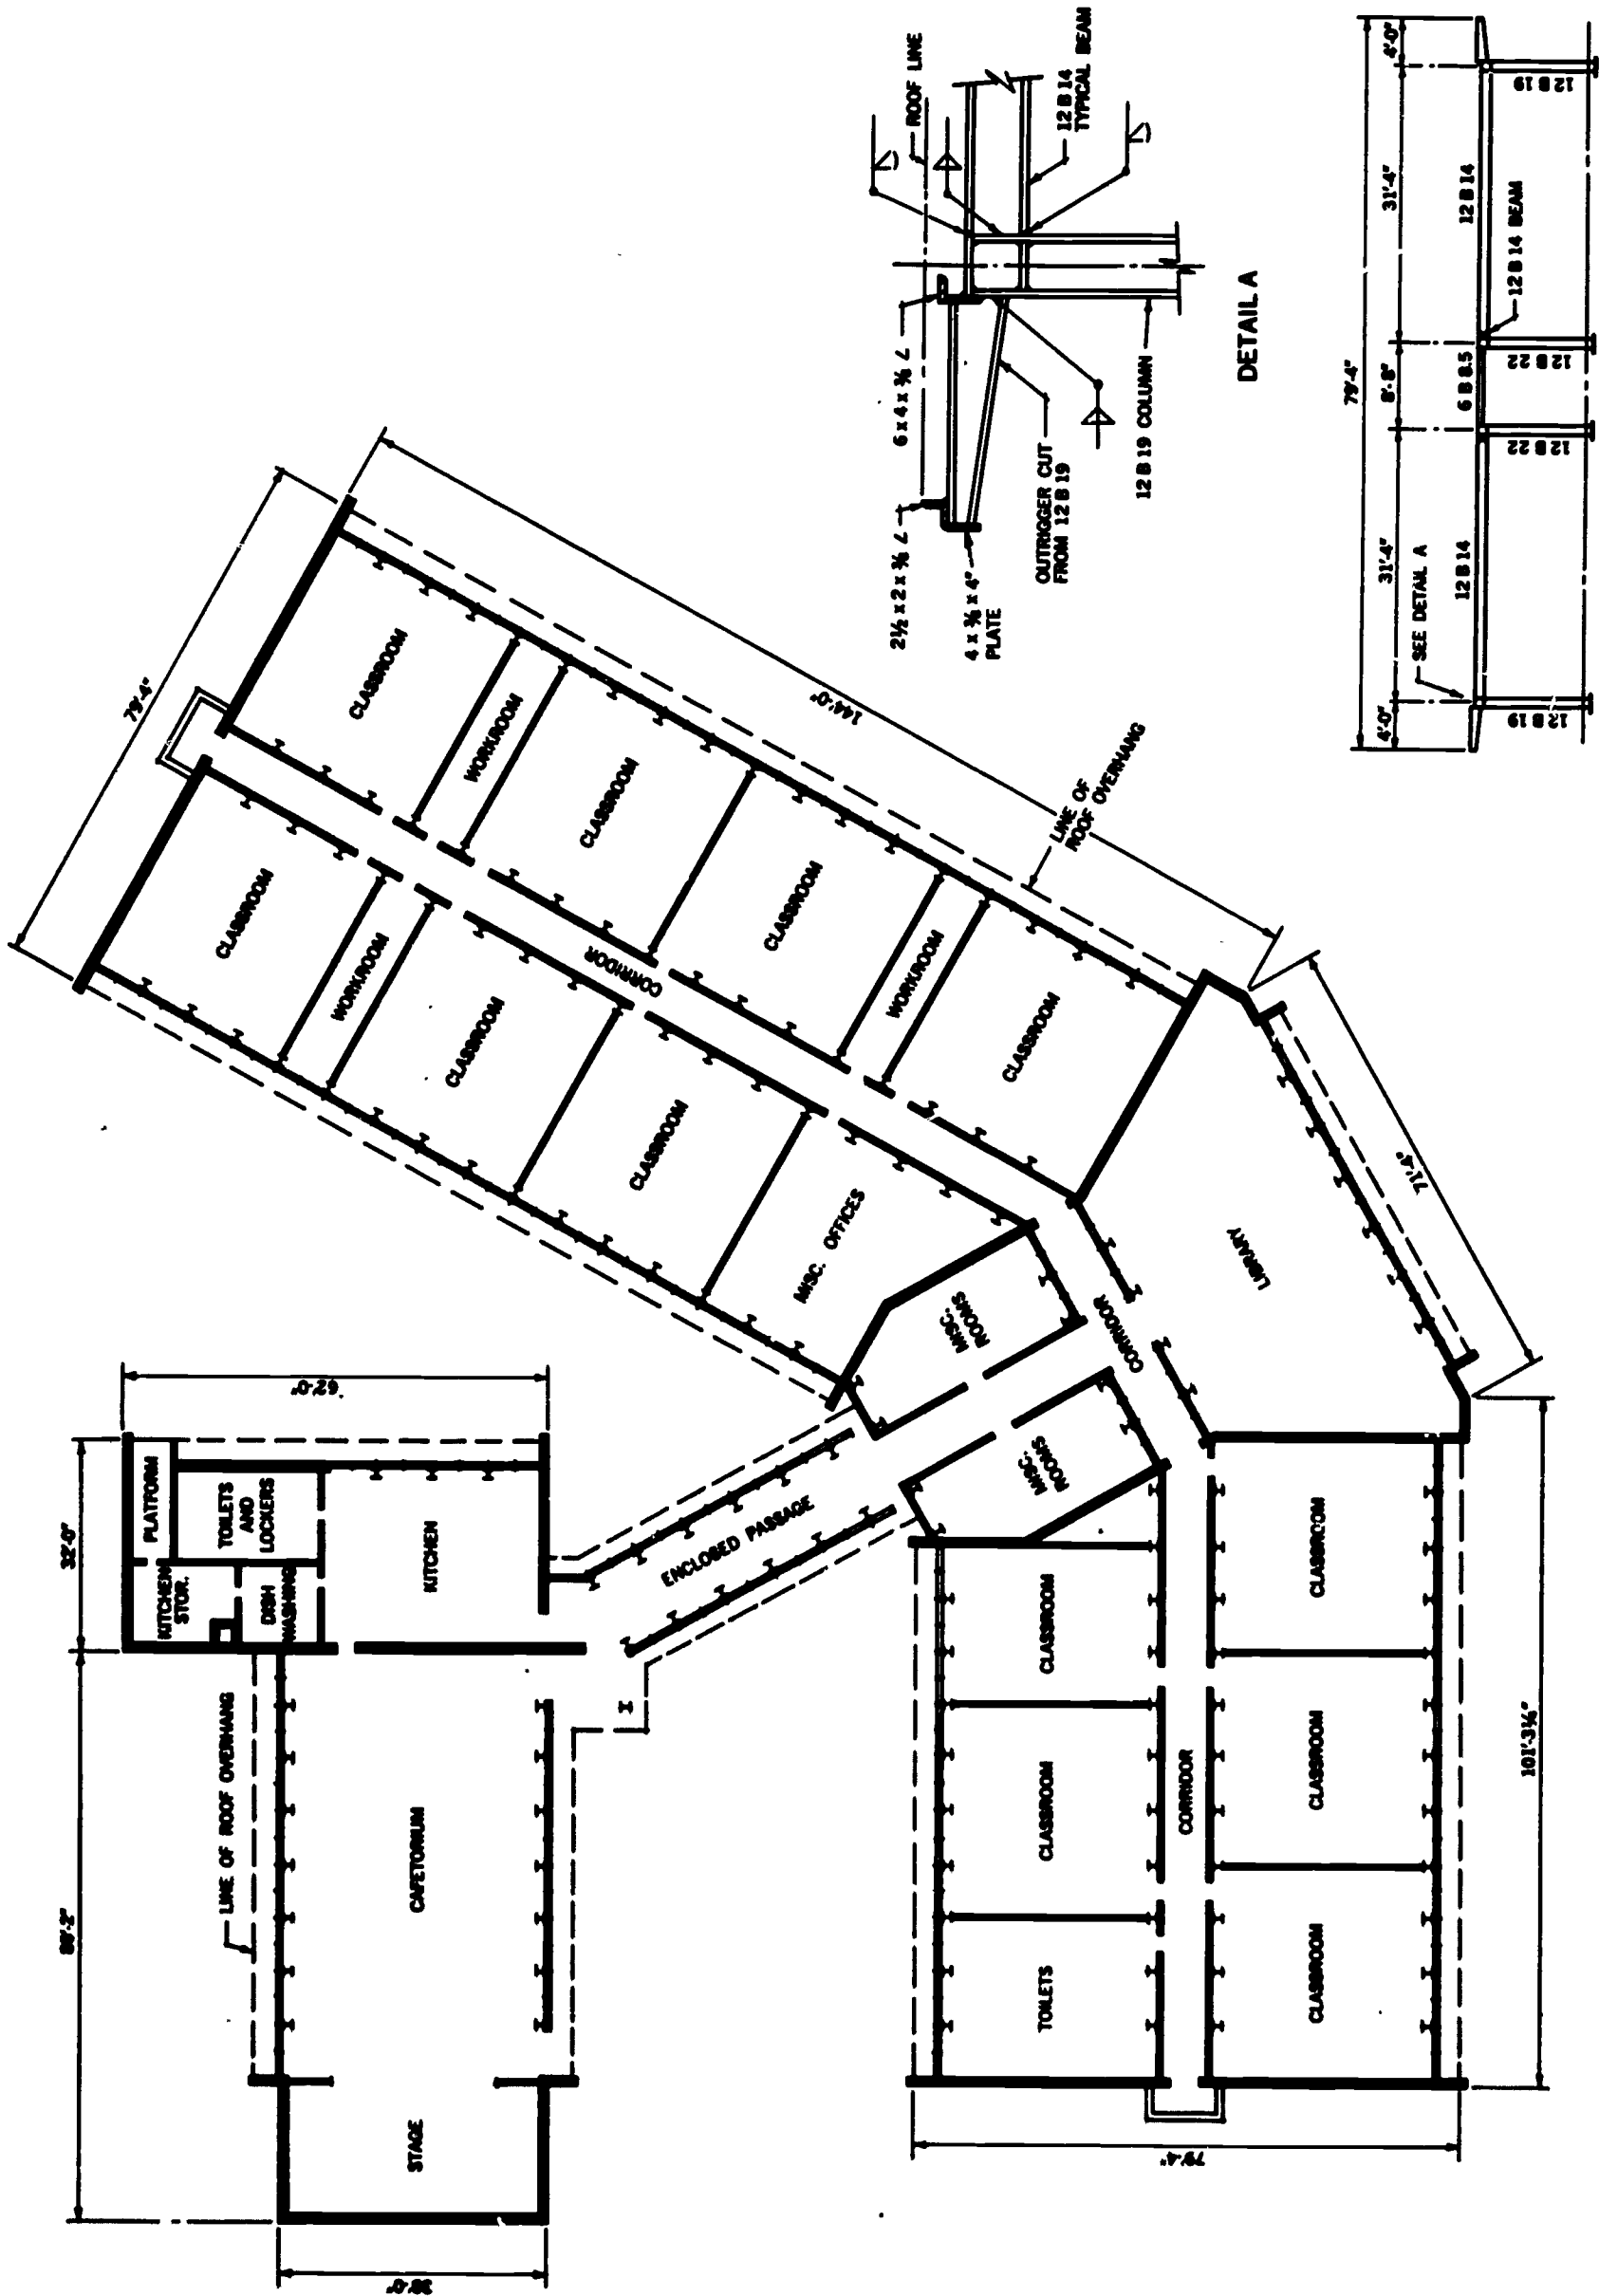 86'-2"
32'-0"
62'-0"
38'-0"
LINE OF ROOF OVERHANG
STAGE
CAFETORIUM
KITCHEN
STOR.
PLATFORM
DISH
WASHING
TOILETS
AND
LOCKERS
KITCHEN
ENCLOSED PASSAGE
79'-4"
144'-0"
CLASSROOM
WORKROOM
CLASSROOM
CLASSROOM
MISC. OFFICES
CORRIDOR
CLASSROOM
WORKROOM
CLASSROOM
CLASSROOM
WORKROOM
CLASSROOM
LINE OF
ROOF OVERHANG
MISC.
ROOMS
MISC.
ROOMS
CORRIDOR
LIBRARY
71'-4"
TOILETS
CLASSROOM
CLASSROOM
CORRIDOR
CLASSROOM
CLASSROOM
CLASSROOM
79'-4"
101'-3¼"
ROOF LINE
6 x 4 x ⅜ ∠
2½ x 2 x ⅜ ∠
4 x ⅜ x 4"
PLATE
OUTRIGGER CUT
FROM 12 B 19
12 B 19 COLUMN
12 B 14
TYPICAL BEAM
DETAIL A
79'-4"
4'-0"
31'-4"
8'-8"
31'-4"
4'-0"
SEE DETAIL A
12 B 14
6 B 8.5
12 B 14
12 B 14 BEAM
12 B 19
12 B 22
12 B 22
12 B 19